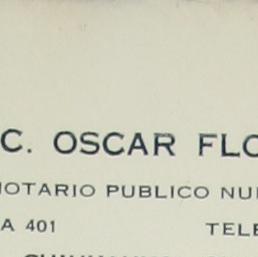 C. OSCAR FLO
NOTARIO PUBLICO NU
A 401 TELE